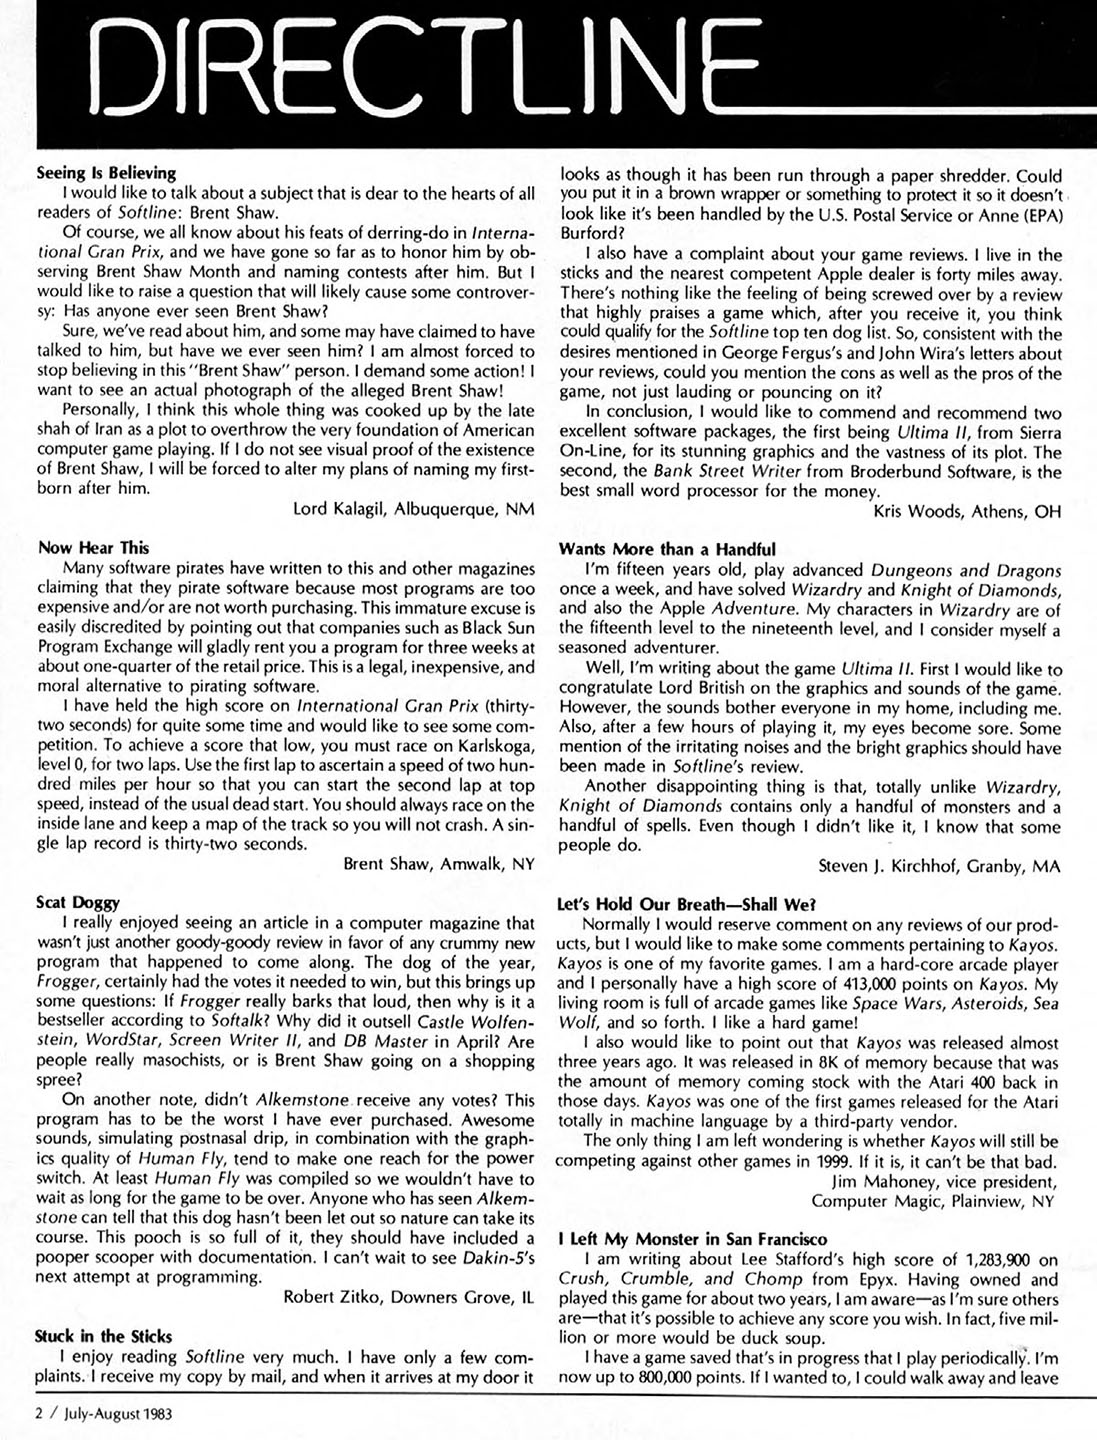 DIRECTLINE
Seeing Is Believing
I would like to talk about a subject that is dear to the hearts of all
readers of Softline: Brent Shaw.
Of course, we all know about his feats of derring-do in Interna-
tional Gran Prix, and we have gone so far as to honor him by ob-
serving Brent Shaw Month and naming contests after him. But I
would like to raise a question that will likely cause some controver-
sy: Has anyone ever seen Brent Shaw?
Sure, we've read about him, and some may have claimed to have
talked to him, but have we ever seen him? I am almost forced to
stop believing in this "Brent Shaw" person. I demand some action! I
want to see an actual photograph of the alleged Brent Shaw!
Personally, I think this whole thing was cooked up by the late
shah of Iran as a plot to overthrow the very foundation of American
computer game playing. If I do not see visual proof of the existence
of Brent Shaw, I will be forced to alter my plans of naming my first-
born after him.
Lord Kalagil, Albuquerque, NM
Now Hear This
Many software pirates have written to this and other magazines
claiming that they pirate software because most programs are too
expensive and/or are not worth purchasing. This immature excuse is
easily discredited by pointing out that companies such as Black Sun
Program Exchange will gladly rent you a program for three weeks at
about one-quarter of the retail price. This is a legal, inexpensive, and
moral alternative to pirating software.
I have held the high score on International Gran Prix (thirty-
two seconds) for quite some time and would like to see some com-
petition. To achieve a score that low, you must race on Karlskoga,
level 0, for two laps. Use the first lap to ascertain a speed of two hun-
dred miles per hour so that you can start the second lap at top
speed, instead of the usual dead start. You should always race on the
inside lane and keep a map of the track so you will not crash. A sin-
gle lap record is thirty-two seconds.
Brent Shaw, Amwalk, NY
Scat Doggy
I really enjoyed seeing an article in a computer magazine that
wasn't just another goody-goody review in favor of any crummy new
program that happened to come along. The dog of the year,
Frogger, certainly had the votes it needed to win, but this brings up
some questions: If Frogger really barks that loud, then why is it a
bestseller according to Softalk? Why did it outsell Castle Wolfen-
stein, WordStar, Screen Writer II, and DB Master in April? Are
people really masochists, or is Brent Shaw going on a shopping
spree?
On another note, didn't Alkemstone receive any votes? This
program has to be the worst I have ever purchased. Awesome
sounds, simulating postnasal drip, in combination with the graph-
ics quality of Human Fly, tend to make one reach for the power
switch. At least Human Fly was compiled so we wouldn't have to
wait as long for the game to be over. Anyone who has seen Alkem-
stone can tell that this dog hasn't been let out so nature can take its
course. This pooch is so full of it, they should have included a
pooper scooper with documentation. I can't wait to see Dakin-5's
next attempt at programming.
Robert Zitko, Downers Grove, IL
Stuck in the Sticks
I enjoy reading Softline very much. I have only a few com-
plaints. I receive my copy by mail, and when it arrives at my door it
looks as though it has been run through a paper shredder. Could
you put it in a brown wrapper or something to protect it so it doesn't
look like it's been handled by the U.S. Postal Service or Anne (EPA)
Burford?
I also have a complaint about your game reviews. I live in the
sticks and the nearest competent Apple dealer is forty miles away.
There's nothing like the feeling of being screwed over by a review
that highly praises a game which, after you receive it, you think
could qualify for the Softline top ten dog list. So, consistent with the
desires mentioned in George Fergus's and John Wira's letters about
your reviews, could you mention the cons as well as the pros of the
game, not just lauding or pouncing on it?
In conclusion, I would like to commend and recommend two
excellent software packages, the first being Ultima II, from Sierra
On-Line, for its stunning graphics and the vastness of its plot. The
second, the Bank Street Writer from Broderbund Software, is the
best small word processor for the money.
Kris Woods, Athens, OH
Wants More than a Handful
I'm fifteen years old, play advanced Dungeons and Dragons
once a week, and have solved Wizardry and Knight of Diamonds,
and also the Apple Adventure. My characters in Wizardry are of
the fifteenth level to the nineteenth level, and I consider myself a
seasoned adventurer.
Well, I'm writing about the game Ultima II. First I would like to
congratulate Lord British on the graphics and sounds of the game.
However, the sounds bother everyone in my home, including me.
Also, after a few hours of playing it, my eyes become sore. Some
mention of the irritating noises and the bright graphics should have
been made in Softline's review.
Another disappointing thing is that, totally unlike Wizardry,
Knight of Diamonds contains only a handful of monsters and a
handful of spells. Even though I didn't like it, I know that some
people do.
Steven J. Kirchhof, Granby, MA
Let's Hold Our Breath—Shall We?
Normally I would reserve comment on any reviews of our prod-
ucts, but I would like to make some comments pertaining to Kayos.
Kayos is one of my favorite games. I am a hard-core arcade player
and I personally have a high score of 413,000 points on Kayos. My
living room is full of arcade games like Space Wars, Asteroids, Sea
Wolf, and so forth. I like a hard game!
I also would like to point out that Kayos was released almost
three years ago. It was released in 8K of memory because that was
the amount of memory coming stock with the Atari 400 back in
those days. Kayos was one of the first games released for the Atari
totally in machine language by a third-party vendor.
The only thing I am left wondering is whether Kayos will still be
competing against other games in 1999. If it is, it can't be that bad.
Jim Mahoney, vice president,
Computer Magic, Plainview, NY
I Left My Monster in San Francisco
I am writing about Lee Stafford's high score of 1,283,900 on
Crush, Crumble, and Chomp from Epyx. Having owned and
played this game for about two years, I am aware—as I'm sure others
are—that it's possible to achieve any score you wish. In fact, five mil-
lion or more would be duck soup.
I have a game saved that's in progress that I play periodically. I'm
now up to 800,000 points. If I wanted to, I could walk away and leave
2 / July-August 1983